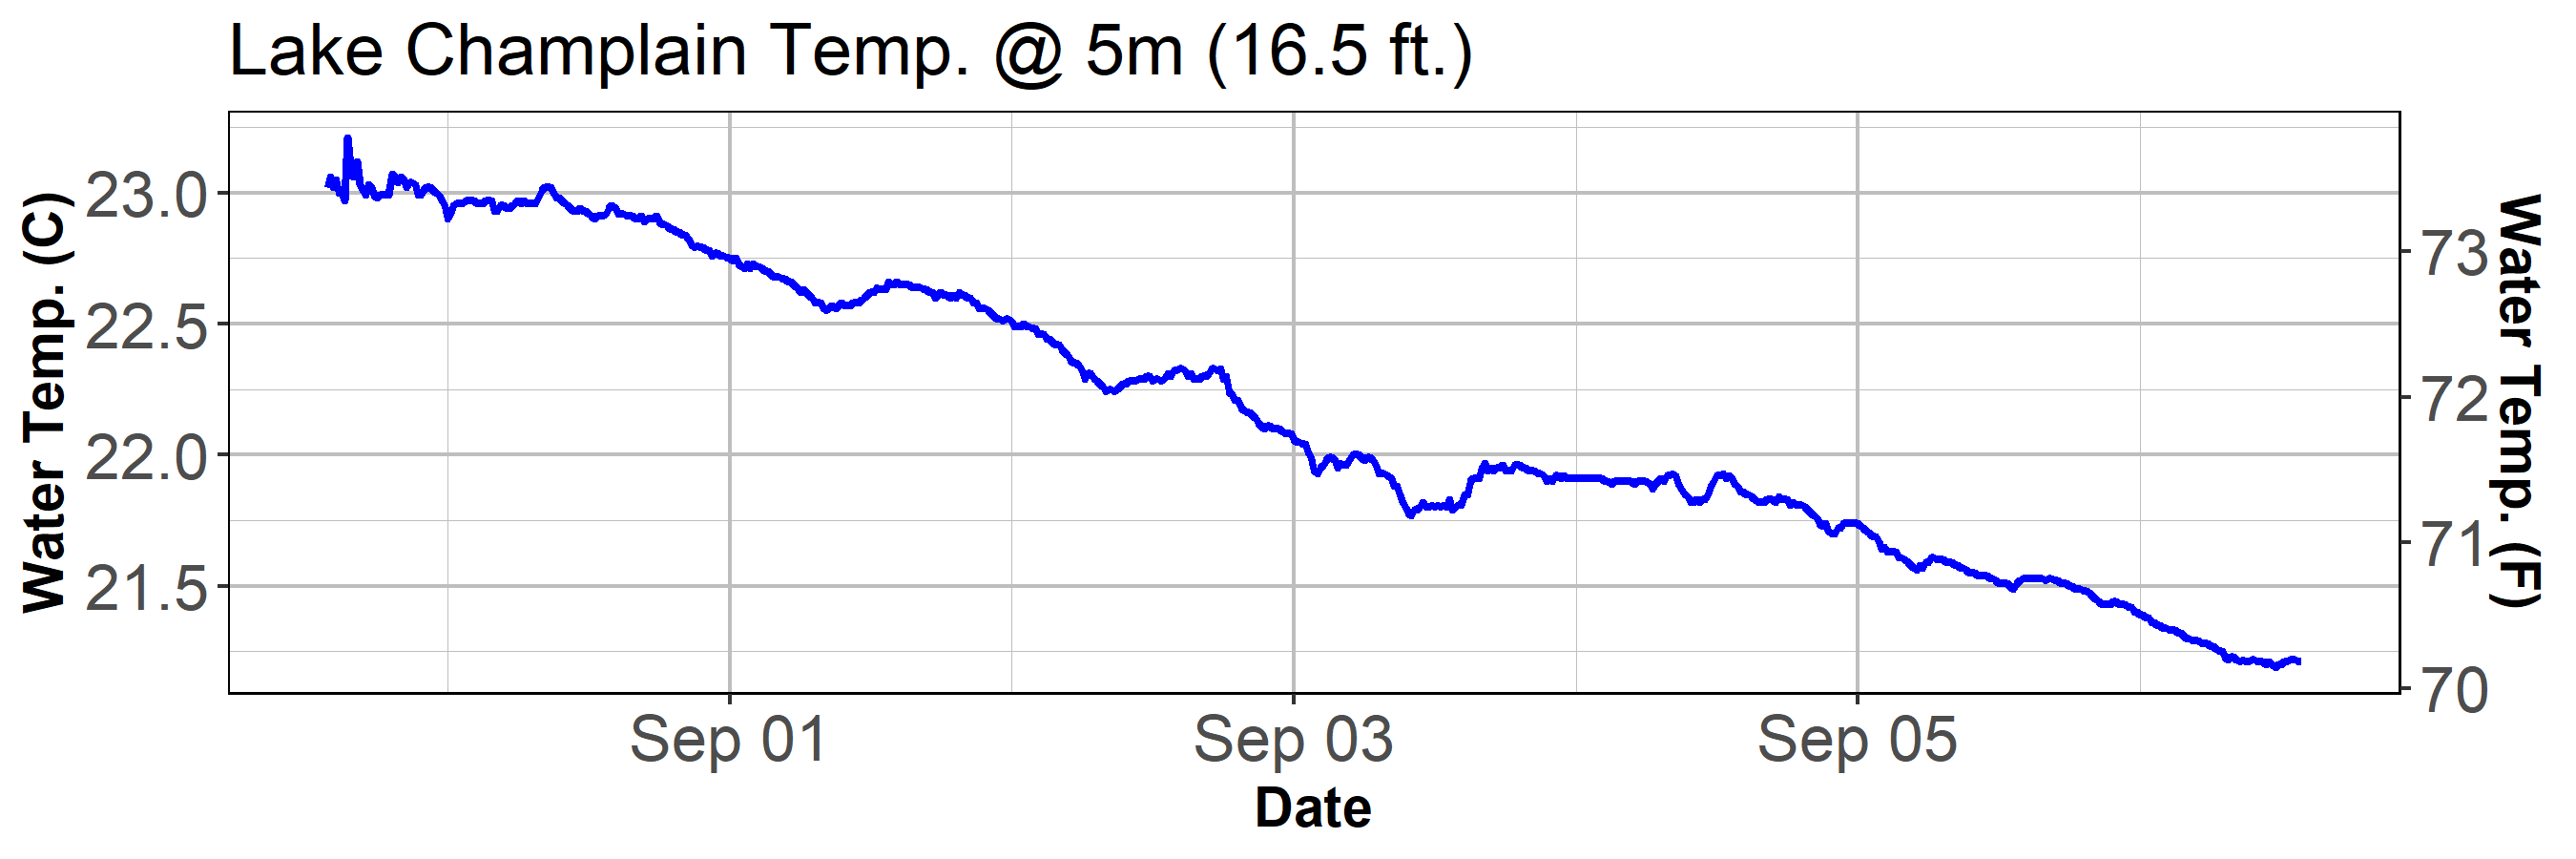 Lake Champlain Temp. @ 5m (16.5 ft.)
Water Temp. (C)
23.0
22.5
22.0
21.5
73
72
71
70
Water Temp. (F)
Sep 01
Sep 03
Sep 05
Date